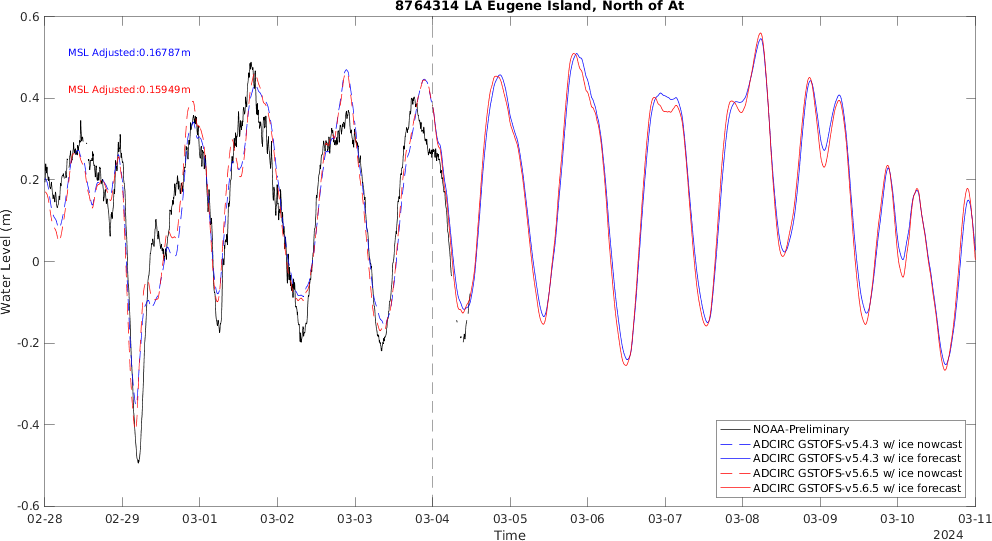 8764314 LA Eugene Island, North of At
MSL Adjusted:0.16787m
MSL Adjusted:0.15949m
Water Level (m)
0.6
0.4
0.2
0
-0.2
-0.4
-0.6
NOAA-Preliminary
ADCIRC GSTOFS-v5.4.3 w/ ice nowcast
ADCIRC GSTOFS-v5.4.3 w/ ice forecast
ADCIRC GSTOFS-v5.6.5 w/ ice nowcast
ADCIRC GSTOFS-v5.6.5 w/ ice forecast
02-28 02-29 03-01 03-02 03-03 03-04 03-05 03-06 03-07 03-08 03-09 03-10 03-11
Time
2024